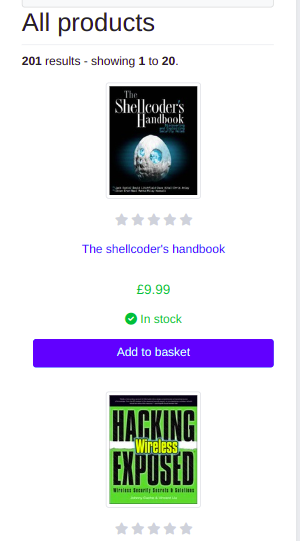 All products
201 results - showing 1 to 20.
The
Shellcoder's
Handbook
The shellcoder's handbook
£9.99
In stock
Add to basket
HACKING
Wireless
EXPOSED
Wireless Security Secrets & Solutions